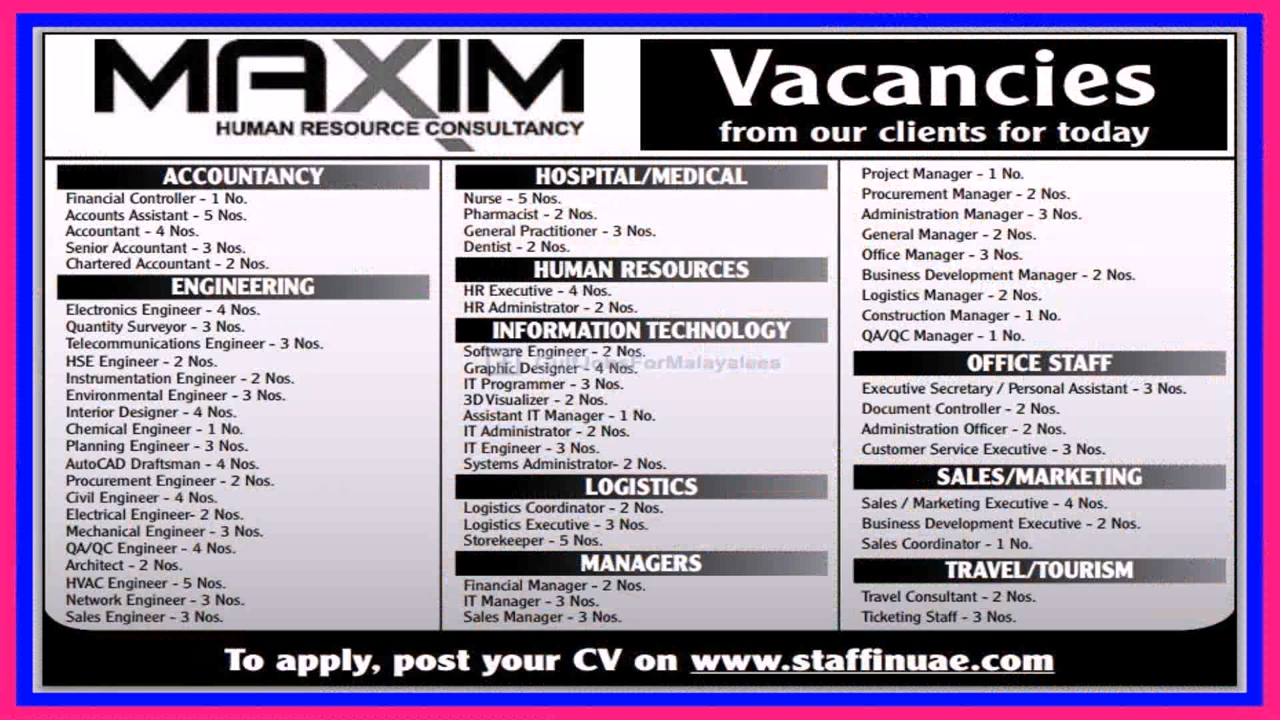 MAXIM
HUMAN RESOURCE CONSULTANCY
Vacancies
from our clients for today
ACCOUNTANCY
Financial Controller - 1 No.
Accounts Assistant - 5 Nos.
Accountant - 4 Nos.
Senior Accountant - 3 Nos.
Chartered Accountant - 2 Nos.
ENGINEERING
Electronics Engineer - 4 Nos.
Quantity Surveyor - 3 Nos.
Telecommunications Engineer - 3 Nos.
HSE Engineer - 2 Nos.
Instrumentation Engineer - 2 Nos.
Environmental Engineer - 3 Nos.
Interior Designer - 4 Nos.
Chemical Engineer - 1 No.
Planning Engineer - 3 Nos.
AutoCAD Draftsman - 4 Nos.
Procurement Engineer - 2 Nos.
Civil Engineer - 4 Nos.
Electrical Engineer- 2 Nos.
Mechanical Engineer - 3 Nos.
QA/QC Engineer - 4 Nos.
Architect - 2 Nos.
HVAC Engineer - 5 Nos.
Network Engineer - 3 Nos.
Sales Engineer - 3 Nos.
HOSPITAL/MEDICAL
Nurse - 5 Nos.
Pharmacist - 2 Nos.
General Practitioner - 3 Nos.
Dentist - 2 Nos.
HUMAN RESOURCES
HR Executive - 4 Nos.
HR Administrator - 2 Nos.
INFORMATION TECHNOLOGY
Software Engineer - 2 Nos.
Graphic Designer - 4 Nos.
IT Programmer - 3 Nos.
3D Visualizer - 2 Nos.
Assistant IT Manager - 1 No.
IT Administrator - 2 Nos.
IT Engineer - 3 Nos.
Systems Administrator- 2 Nos.
LOGISTICS
Logistics Coordinator - 2 Nos.
Logistics Executive - 3 Nos.
Storekeeper - 5 Nos.
MANAGERS
Financial Manager - 2 Nos.
IT Manager - 3 Nos.
Sales Manager - 3 Nos.
Project Manager - 1 No.
Procurement Manager - 2 Nos.
Administration Manager - 3 Nos.
General Manager - 2 Nos.
Office Manager - 3 Nos.
Business Development Manager - 2 Nos.
Logistics Manager - 2 Nos.
Construction Manager - 1 No.
QA/QC Manager - 1 No.
OFFICE STAFF
Executive Secretary / Personal Assistant - 3 Nos.
Document Controller - 2 Nos.
Administration Officer - 2 Nos.
Customer Service Executive - 3 Nos.
SALES/MARKETING
Sales / Marketing Executive - 4 Nos.
Business Development Executive - 2 Nos.
Sales Coordinator - 1 No.
TRAVEL/TOURISM
Travel Consultant - 2 Nos.
Ticketing Staff - 3 Nos.
To apply, post your CV on www.staffinuae.com